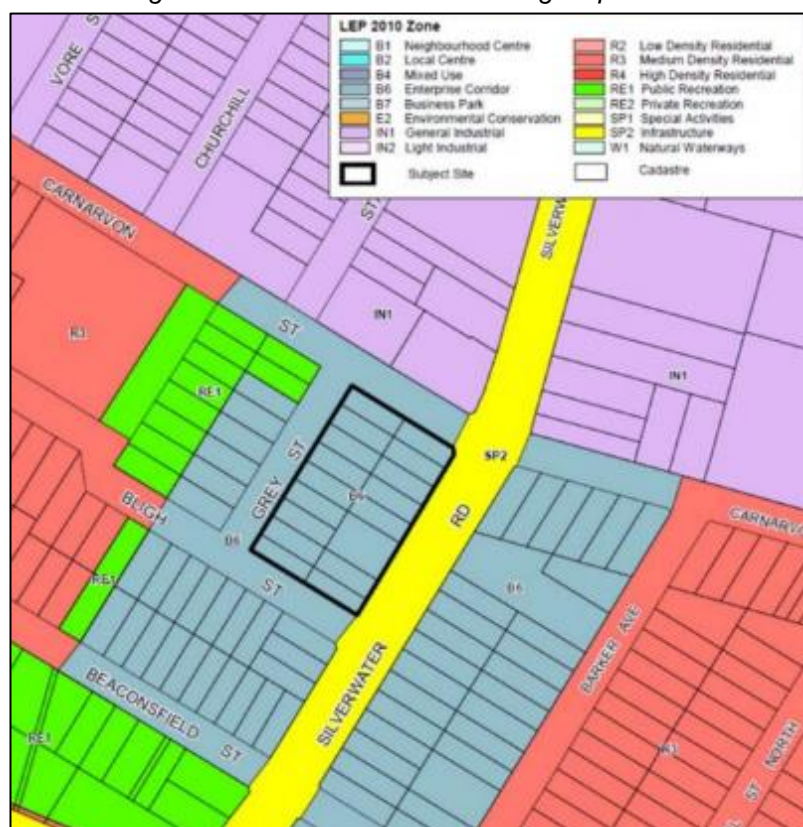 LEP 2010 Zone
B1 Neighbourhood Centre
B2 Local Centre
B4 Mixed Use
B6 Enterprise Corridor
B7 Business Park
E2 Environmental Conservation
IN1 General Industrial
IN2 Light Industrial
R2 Low Density Residential
R3 Medium Density Residential
R4 High Density Residential
RE1 Public Recreation
RE2 Private Recreation
SP1 Special Activities
SP2 Infrastructure
W1 Natural Waterways
Subject Site
Cadastre
VORE
CHURCHILL
CARNARVON
ST
IN1
R3
RE1
IN1
SP2
GREY ST
B6
RD
BLIGH
ST
B6
RE1
B6
CARNARVO
BARKER AVE
BEACONSFIELD
ST
SILVERWATER
RE1
R3
ST NORTH